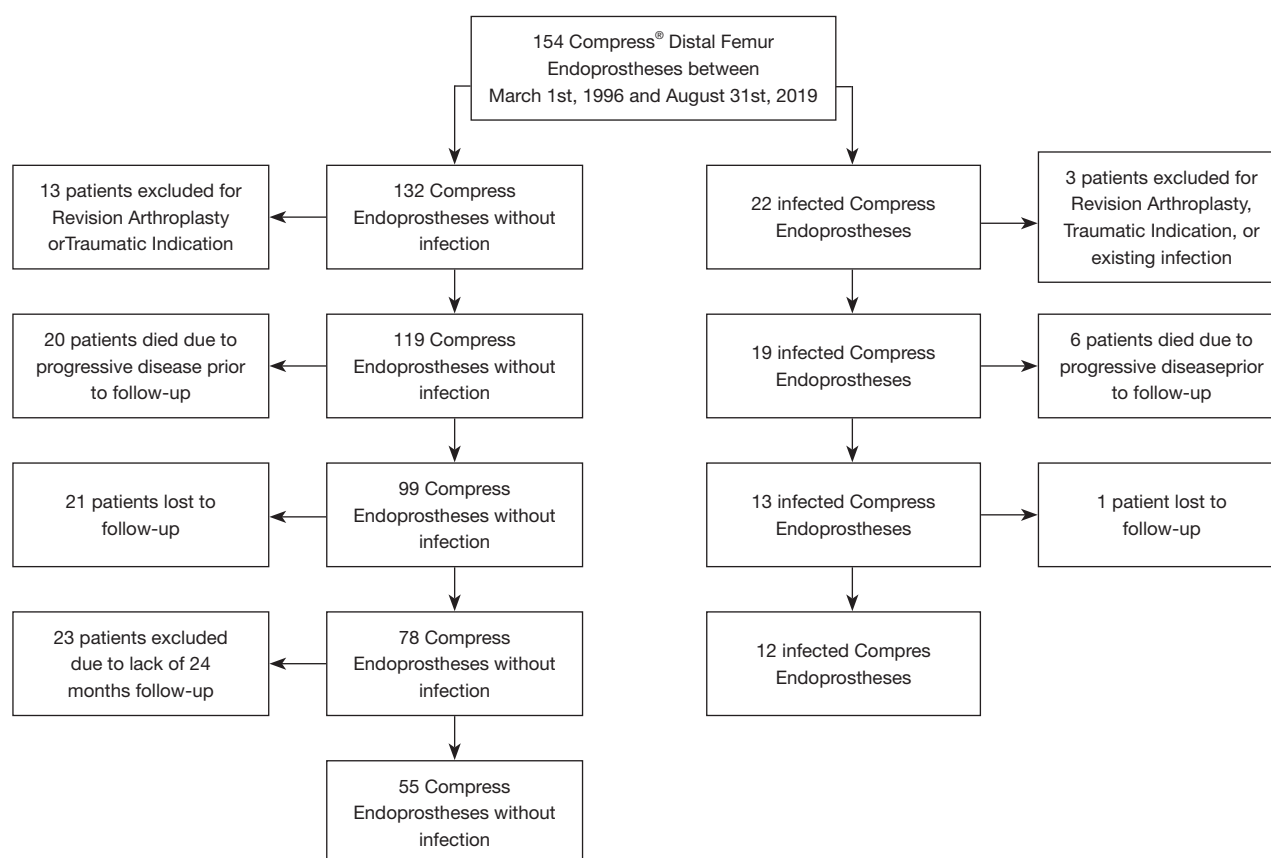 154 Compress® Distal Femur
Endoprostheses between
March 1st, 1996 and August 31st, 2019
13 patients excluded for
Revision Arthroplasty
orTraumatic Indication
132 Compress
Endoprostheses without
infection
22 infected Compress
Endoprostheses
3 patients excluded for
Revision Arthroplasty,
Traumatic Indication, or
existing infection
20 patients died due to
progressive disease prior
to follow-up
119 Compress
Endoprostheses without
infection
19 infected Compress
Endoprostheses
6 patients died due to
progressive diseaseprior
to follow-up
21 patients lost to
follow-up
99 Compress
Endoprostheses without
infection
13 infected Compress
Endoprostheses
1 patient lost to
follow-up
23 patients excluded
due to lack of 24
months follow-up
78 Compress
Endoprostheses without
infection
12 infected Compres
Endoprostheses
55 Compress
Endoprostheses without
infection